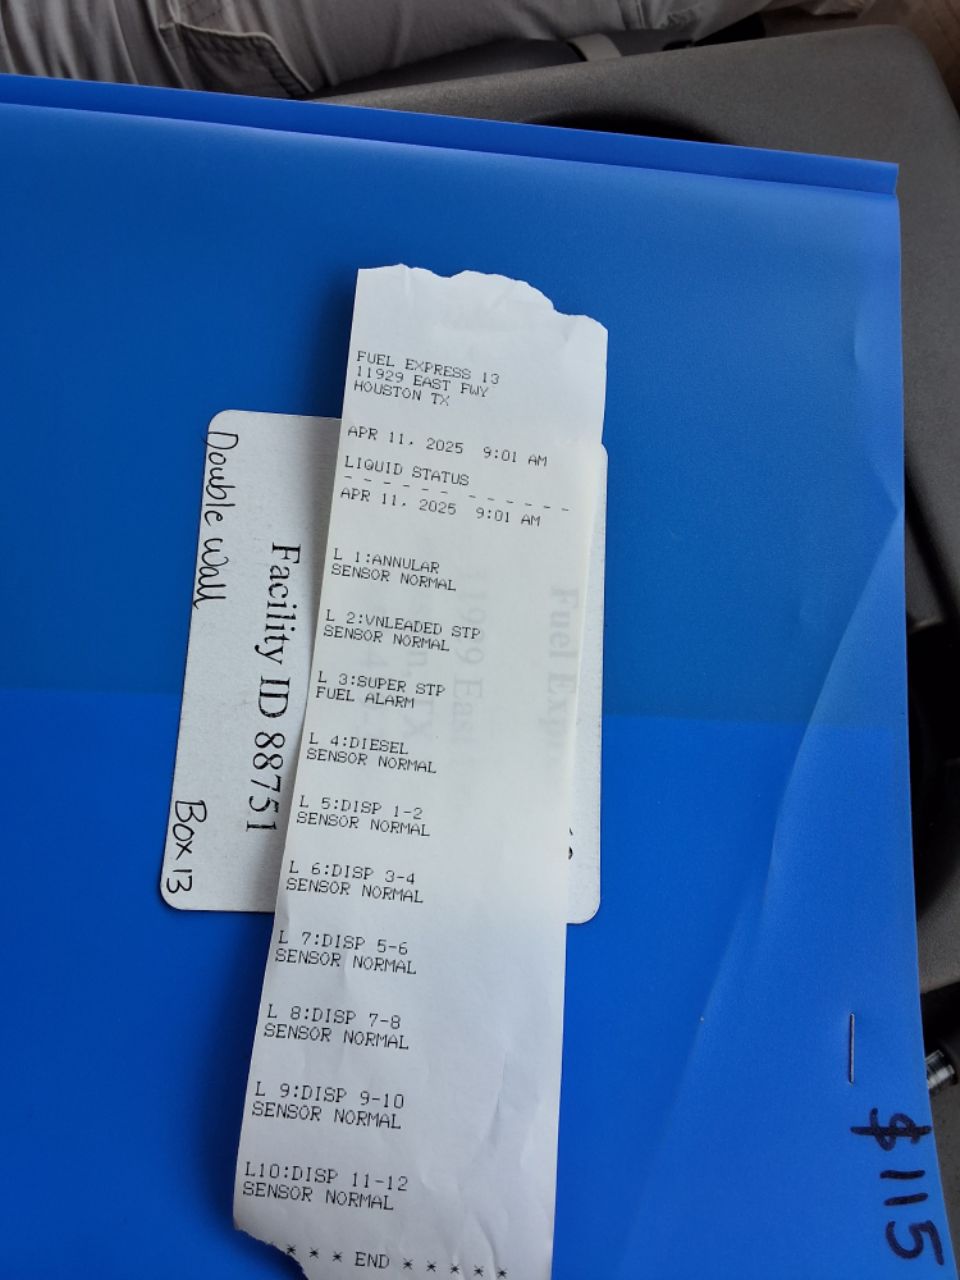 FUEL EXPRESS 13
11929 EAST FWY
HOUSTON TX
APR 11, 2025 9:01 AM
LIQUID STATUS
- - - - - - - - - - - -
APR 11, 2025 9:01 AM
L 1:ANNULAR
SENSOR NORMAL
L 2:VNLEADED STP
SENSOR NORMAL
L 3:SUPER STP
FUEL ALARM
L 4:DIESEL
SENSOR NORMAL
L 5:DISP 1-2
SENSOR NORMAL
L 6:DISP 3-4
SENSOR NORMAL
L 7:DISP 5-6
SENSOR NORMAL
L 8:DISP 7-8
SENSOR NORMAL
L 9:DISP 9-10
SENSOR NORMAL
L10:DISP 11-12
SENSOR NORMAL
* * * END * * * * *
Facility ID 88751
Double Wall
Box 13
$115